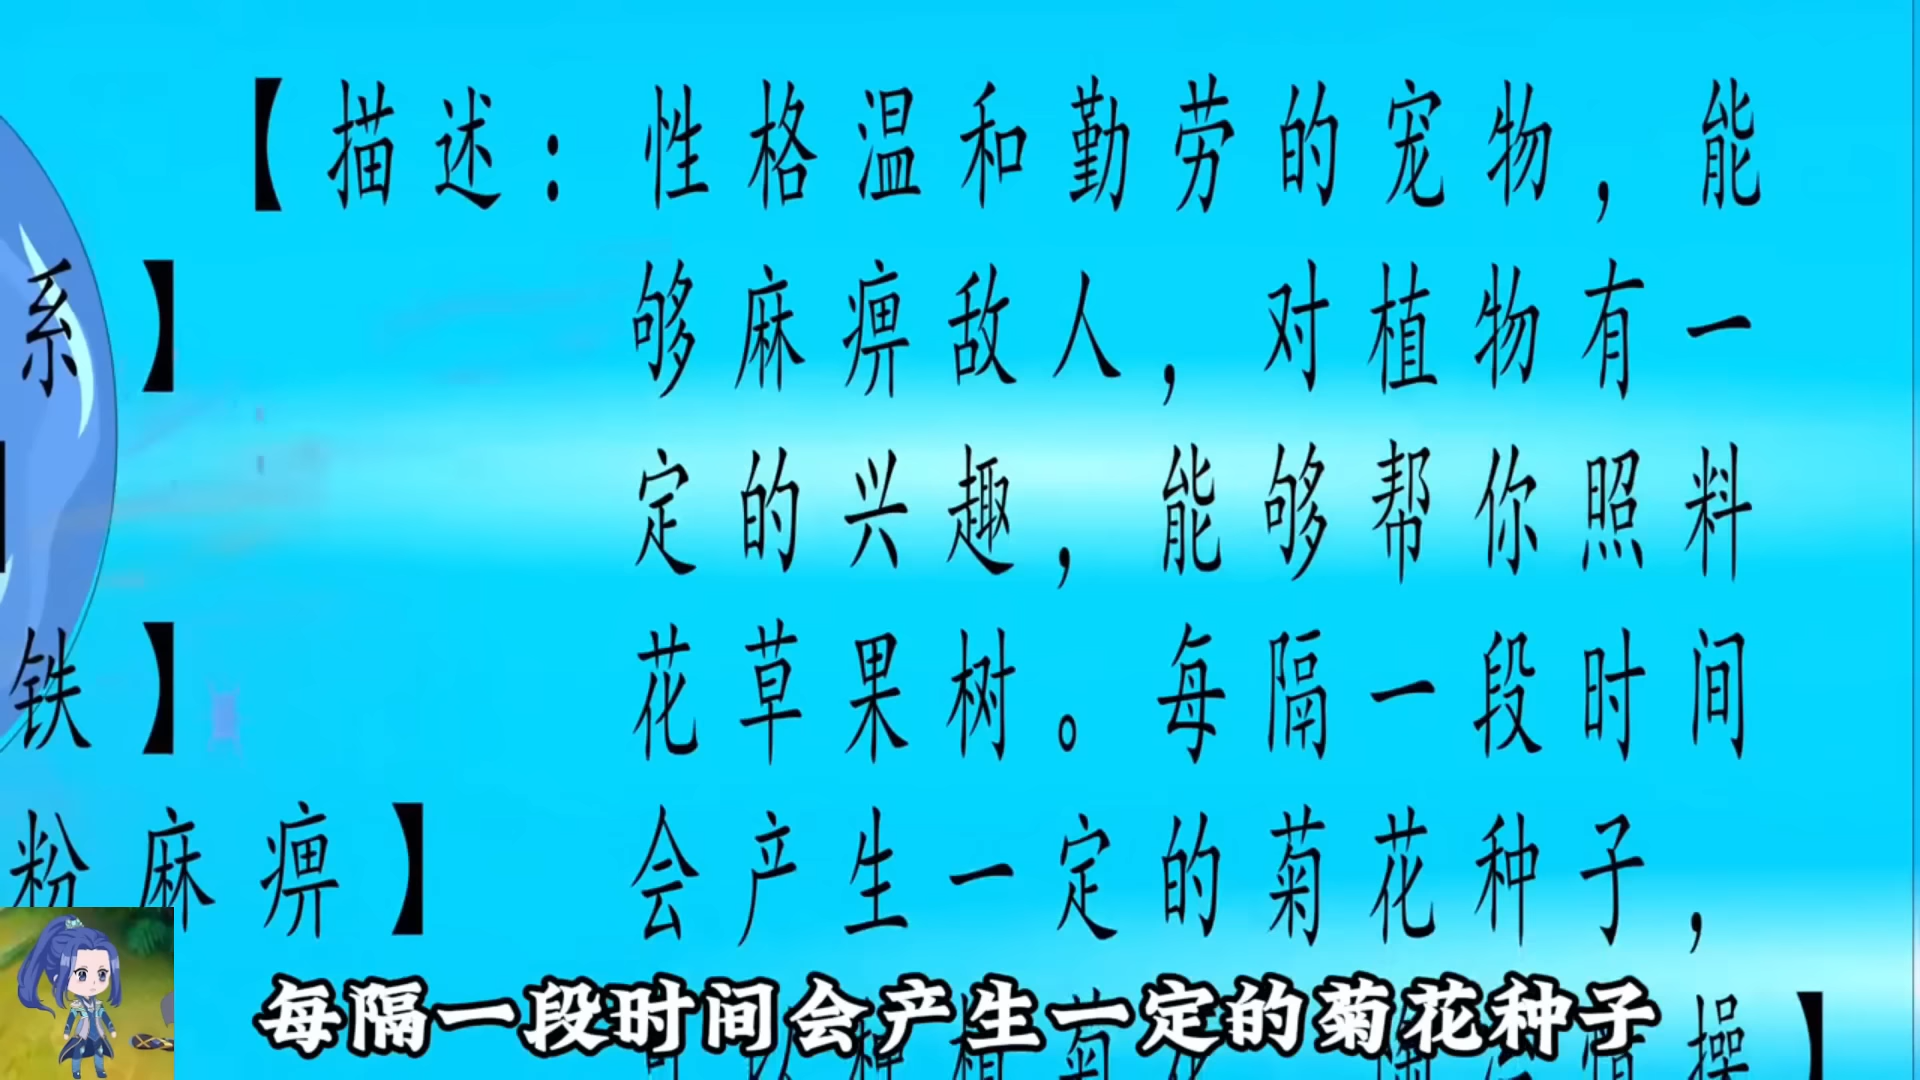 【描述：性格温和勤劳的宠物，能
系】
够麻痹敌人，对植物有一
定的兴趣，能够帮你照料
花草果树。每隔一段时间
铁】
会产生一定的菊花种子，
粉麻痹】
每隔一段时间会产生一定的菊花种子
操】